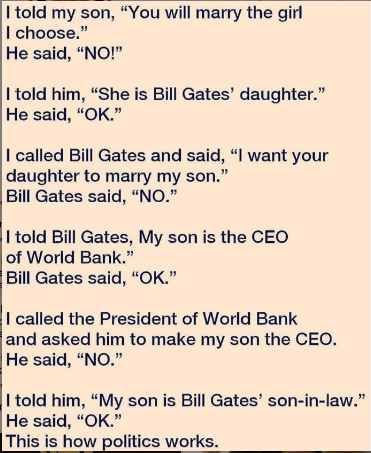 I told my son, “You will marry the girl
I choose.”
He said, “NO!”
I told him, “She is Bill Gates’ daughter.”
He said, “OK.”
I called Bill Gates and said, “I want your
daughter to marry my son.”
Bill Gates said, “NO.”
I told Bill Gates, My son is the CEO
of World Bank.”
Bill Gates said, “OK.”
I called the President of World Bank
and asked him to make my son the CEO.
He said, “NO.”
I told him, “My son is Bill Gates’ son-in-law.”
He said, “OK.”
This is how politics works.